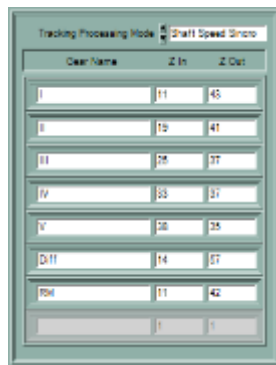 Tracking Processing Mode Shaft Speed Sincro
Gear Name Z In Z Out
I 11 43
II 19 41
III 26 37
IV 33 37
V 38 35
Diff 14 57
RM 11 42
1 1